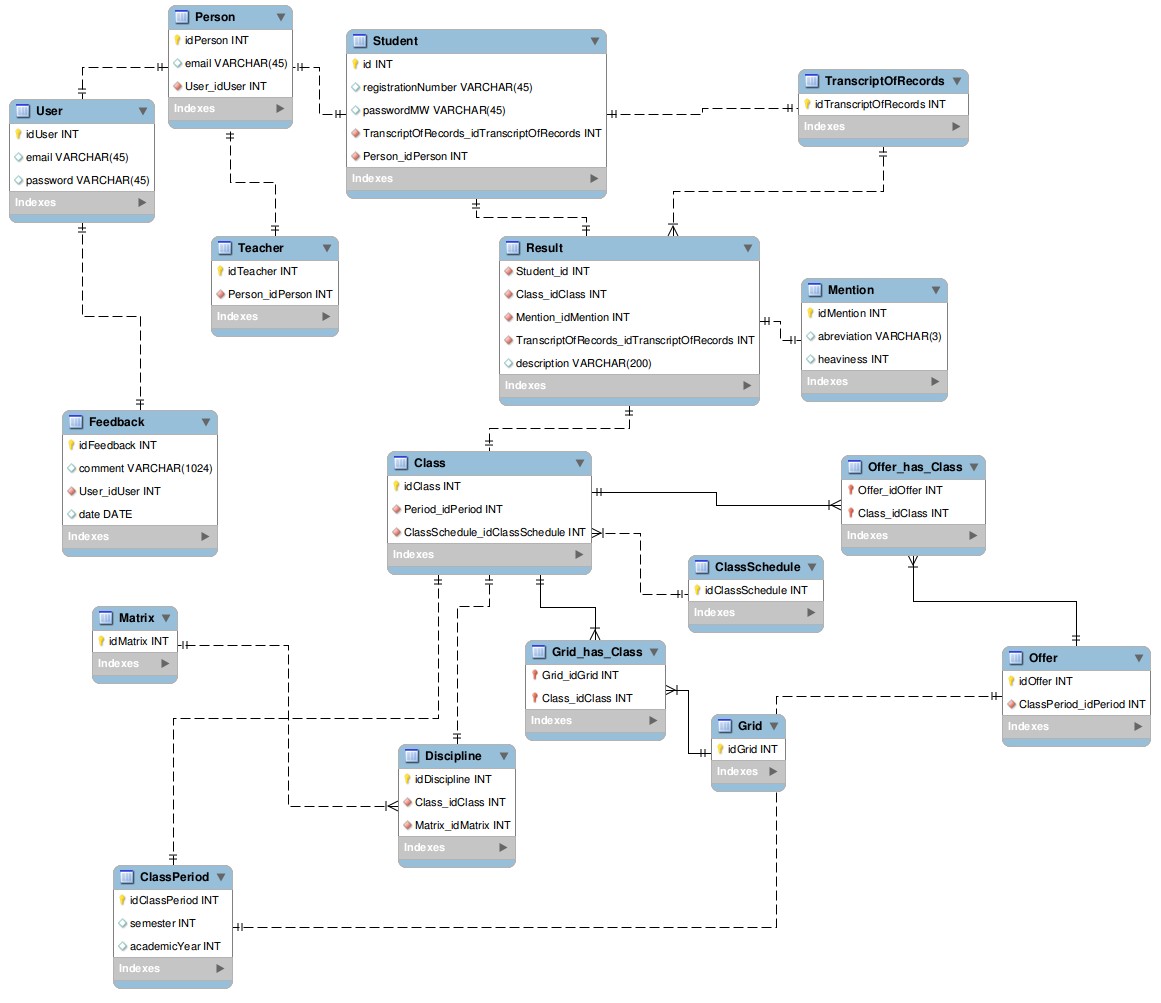 Person
idPerson INT
email VARCHAR(45)
User_idUser INT
Indexes
Student
id INT
registrationNumber VARCHAR(45)
passwordMW VARCHAR(45)
TranscriptOfRecords_idTranscriptOfRecords INT
Person_idPerson INT
Indexes
TranscriptOfRecords
idTranscriptOfRecords INT
Indexes
User
idUser INT
email VARCHAR(45)
password VARCHAR(45)
Indexes
Teacher
idTeacher INT
Person_idPerson INT
Indexes
Result
Student_id INT
Class_idClass INT
Mention_idMention INT
TranscriptOfRecords_idTranscriptOfRecords INT
description VARCHAR(200)
Indexes
Mention
idMention INT
abreviation VARCHAR(3)
heaviness INT
Indexes
Feedback
idFeedback INT
comment VARCHAR(1024)
User_idUser INT
date DATE
Indexes
Class
idClass INT
Period_idPeriod INT
ClassSchedule_idClassSchedule INT
Indexes
Offer_has_Class
Offer_idOffer INT
Class_idClass INT
Indexes
ClassSchedule
idClassSchedule INT
Indexes
Matrix
idMatrix INT
Indexes
Grid_has_Class
Grid_idGrid INT
Class_idClass INT
Indexes
Offer
idOffer INT
ClassPeriod_idPeriod INT
Indexes
Grid
idGrid INT
Indexes
Discipline
idDiscipline INT
Class_idClass INT
Matrix_idMatrix INT
Indexes
ClassPeriod
idClassPeriod INT
semester INT
academicYear INT
Indexes